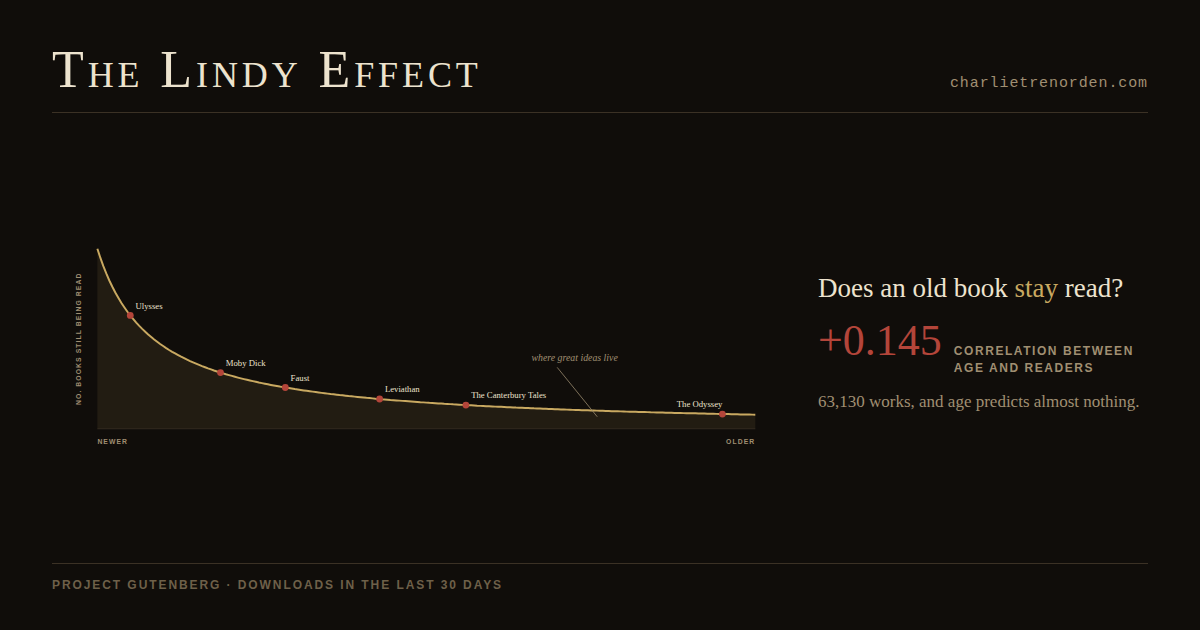 The Lindy Effect
charlietrenorden.com
NO. BOOKS STILL BEING READ
Ulysses
Moby Dick
Faust
Leviathan
The Canterbury Tales
where great ideas live
The Odyssey
NEWER
OLDER
Does an old book stay read?
+0.145
CORRELATION BETWEEN
AGE AND READERS
63,130 works, and age predicts almost nothing.
PROJECT GUTENBERG · DOWNLOADS IN THE LAST 30 DAYS